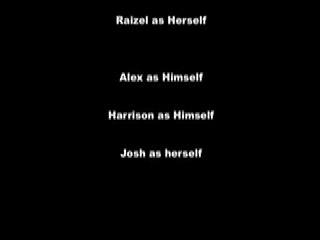 Raizel as Herself
Alex as Himself
Harrison as Himself
Josh as herself